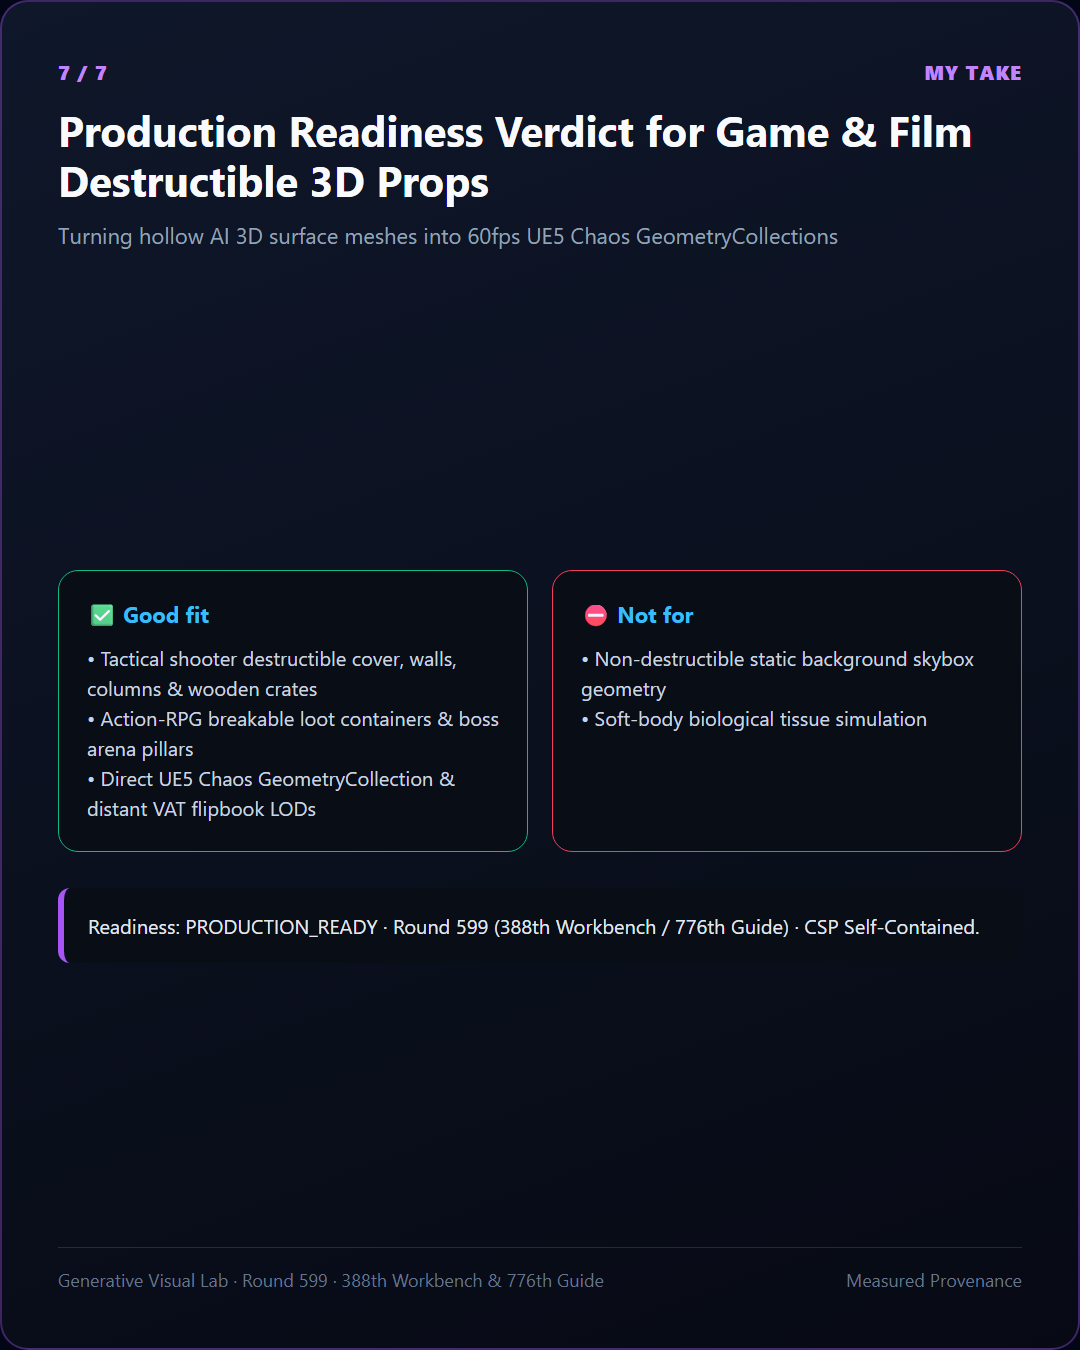 7 / 7
MY TAKE
Production Readiness Verdict for Game & Film
Destructible 3D Props
Turning hollow AI 3D surface meshes into 60fps UE5 Chaos GeometryCollections
✅ Good fit
• Tactical shooter destructible cover, walls,
columns & wooden crates
• Action-RPG breakable loot containers & boss
arena pillars
• Direct UE5 Chaos GeometryCollection &
distant VAT flipbook LODs
⛔ Not for
• Non-destructible static background skybox
geometry
• Soft-body biological tissue simulation
Readiness: PRODUCTION_READY · Round 599 (388th Workbench / 776th Guide) · CSP Self-Contained.
Generative Visual Lab · Round 599 · 388th Workbench & 776th Guide
Measured Provenance